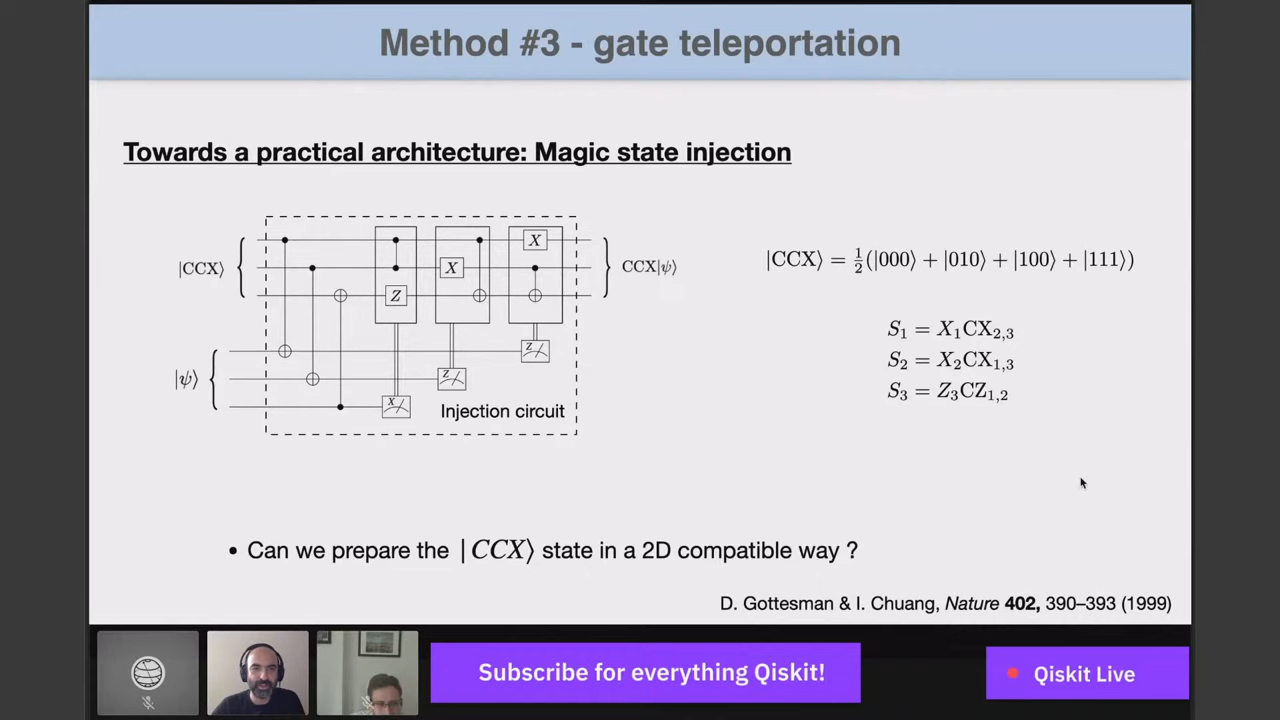 Method #3 - gate teleportation
Towards a practical architecture: Magic state injection
|CCX⟩
|ψ⟩
Z
X
X
X
Z
Z
Injection circuit
CCX|ψ⟩
|CCX⟩ = ½(|000⟩ + |010⟩ + |100⟩ + |111⟩)
S₁ = X₁CX₂,₃
S₂ = X₂CX₁,₃
S₃ = Z₃CZ₁,₂
• Can we prepare the |CCX⟩ state in a 2D compatible way ?
D. Gottesman & I. Chuang, Nature 402, 390–393 (1999)
Subscribe for everything Qiskit!
Qiskit Live